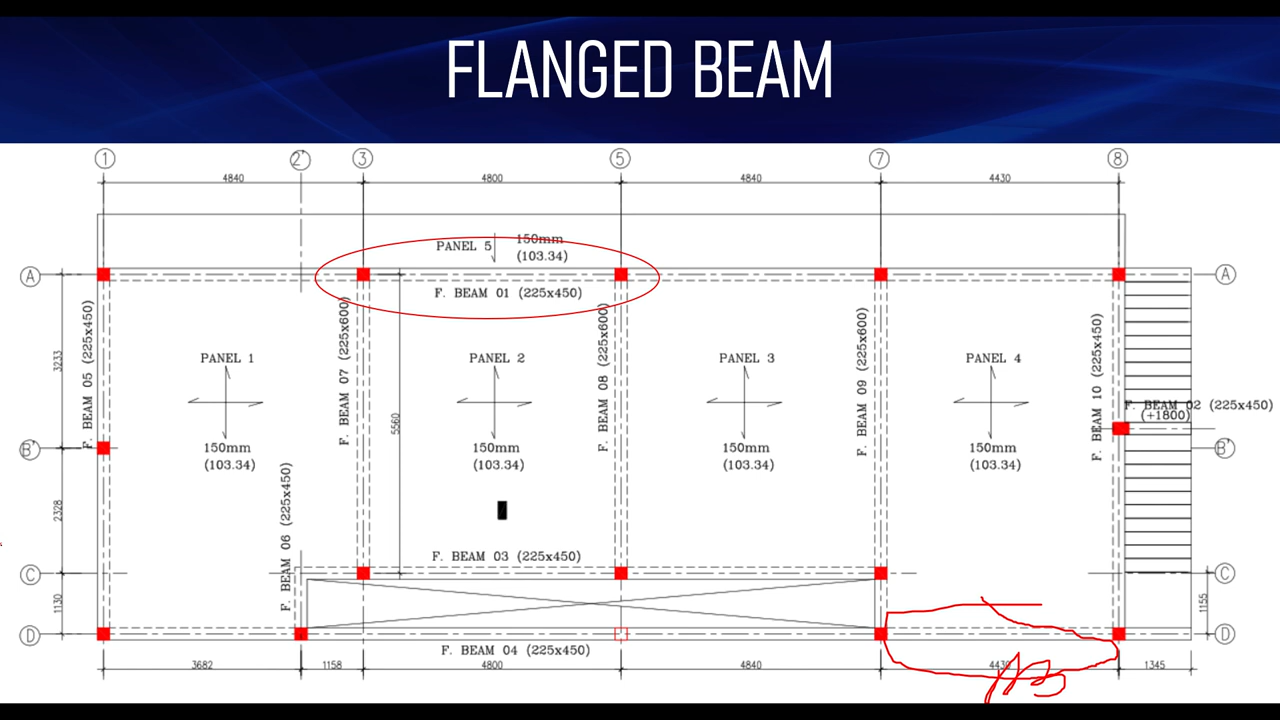 FLANGED BEAM
1 2' 3 5 7 8
4840 4800 4840 4430
PANEL 5 150mm
(103.34)
A A
F. BEAM 01 (225x450)
F. BEAM 05 (225x450)
F. BEAM 07 (225x600)
F. BEAM 08 (225x600)
F. BEAM 09 (225x600)
F. BEAM 10 (225x450)
3233
PANEL 1 PANEL 2 PANEL 3 PANEL 4
5560
F. BEAM 02 (225x450)
(+1800)
150mm 150mm 150mm 150mm
(103.34) (103.34) (103.34) (103.34)
B' B'
F. BEAM 06 (225x450)
2328
F. BEAM 03 (225x450)
C C
1130 1155
D D
F. BEAM 04 (225x450)
3682 1158 4800 4840 4430 1345